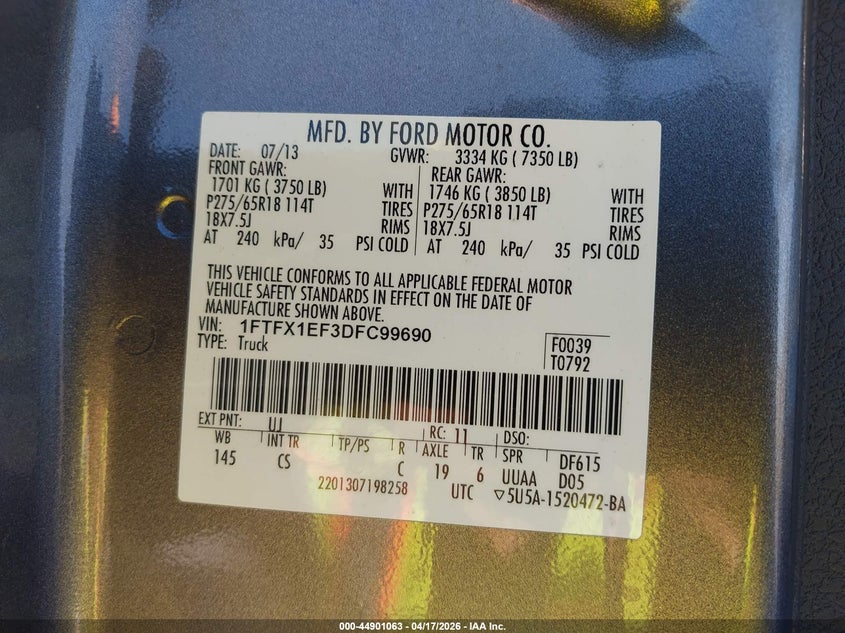 MFD. BY FORD MOTOR CO.
DATE: 07/13 GVWR: 3334 KG ( 7350 LB)
FRONT GAWR: REAR GAWR:
1701 KG ( 3750 LB) WITH 1746 KG ( 3850 LB) WITH
P275/65R18 114T TIRES P275/65R18 114T TIRES
18X7.5J RIMS 18X7.5J RIMS
AT 240 kPa/ 35 PSI COLD AT 240 kPa/ 35 PSI COLD
THIS VEHICLE CONFORMS TO ALL APPLICABLE FEDERAL MOTOR
VEHICLE SAFETY STANDARDS IN EFFECT ON THE DATE OF
MANUFACTURE SHOWN ABOVE.
VIN: 1FTFX1EF3DFC99690
TYPE: Truck
F0039
T0792
EXT PNT: UJ RC: 11 DSO:
WB INT TR TP/PS R AXLE TR SPR DF615
145 CS C 19 6 UUAA D05
2201307198258 UTC ▽5U5A-1520472-BA
000-44901063 - 04/17/2026 - IAA Inc.